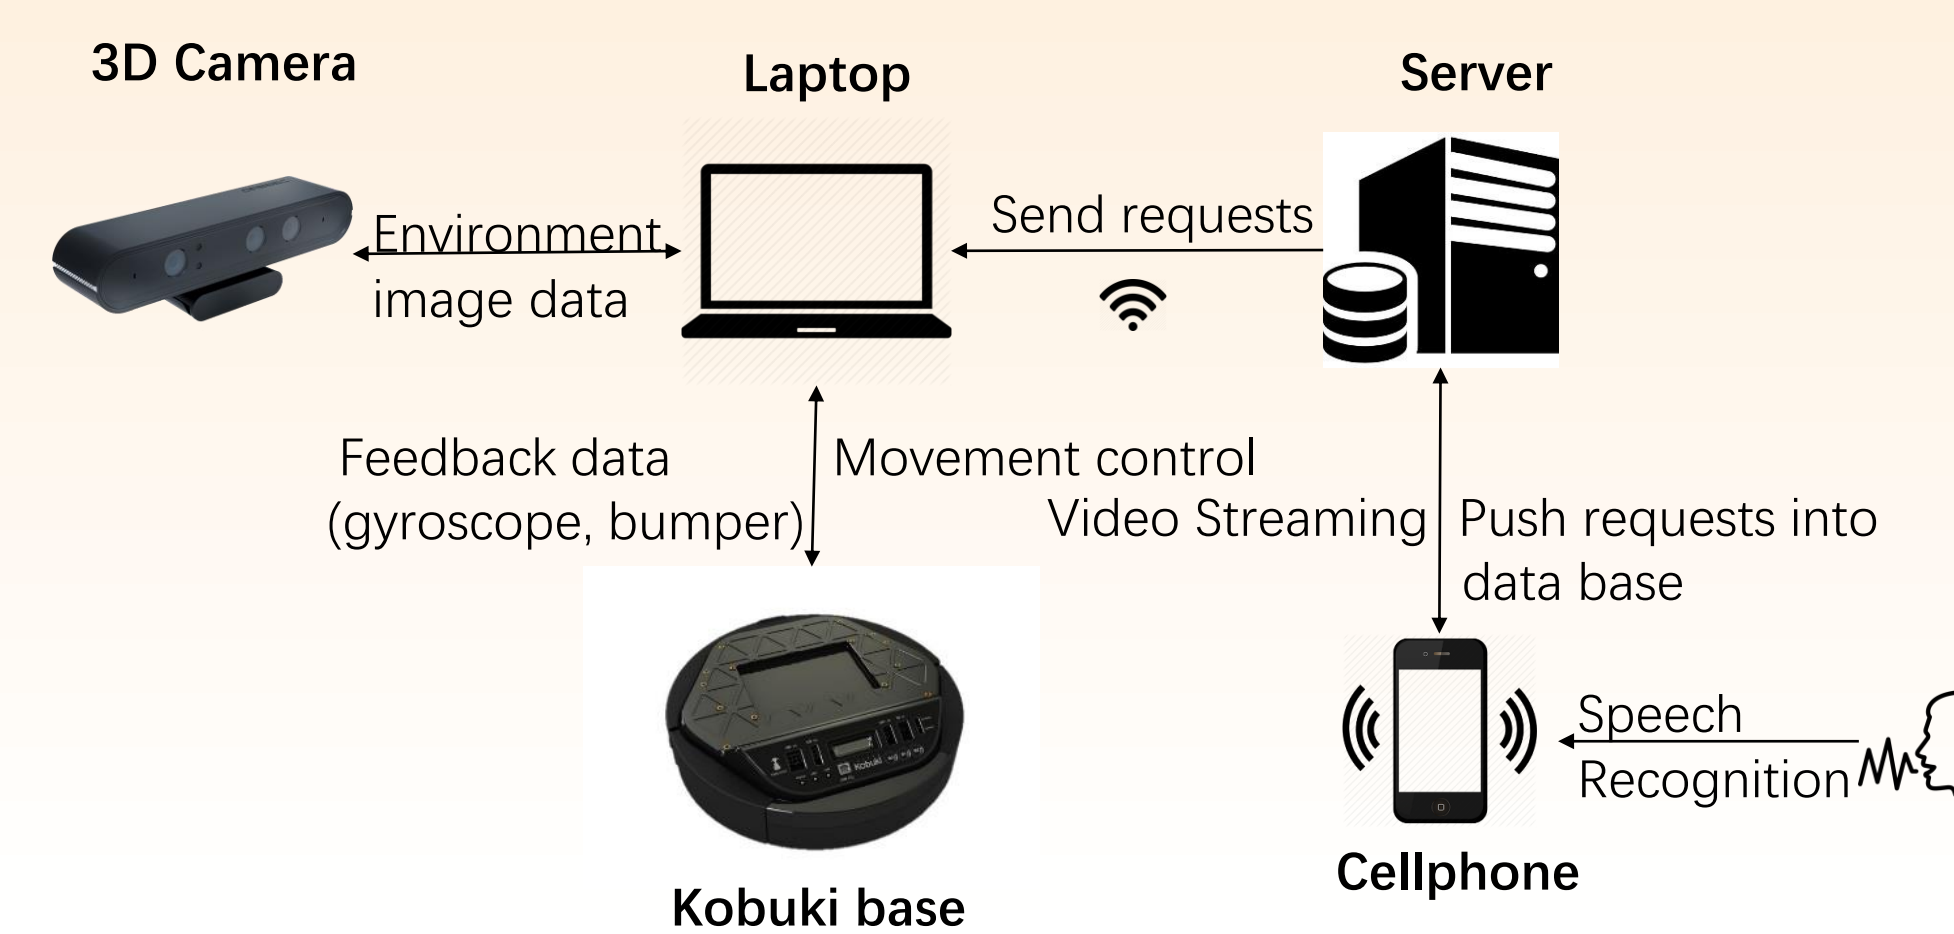 3D Camera
Laptop
Server
Environment
image data
Send requests
Feedback data
(gyroscope, bumper)
Movement control
Video Streaming
Push requests into
data base
Kobuki
Speech
Recognition
Cellphone
Kobuki base